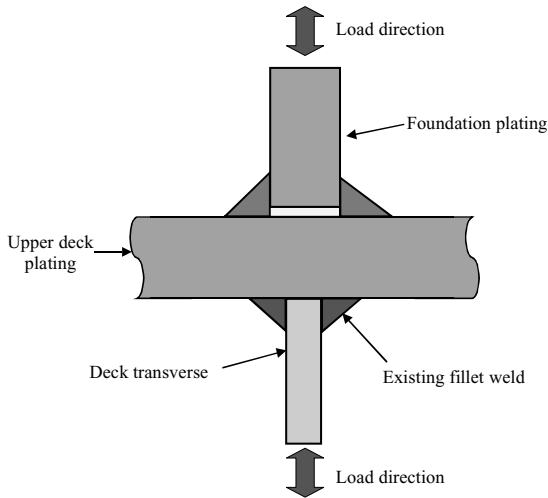 Load direction
Foundation plating
Upper deck
plating
Deck transverse
Existing fillet weld
Load direction